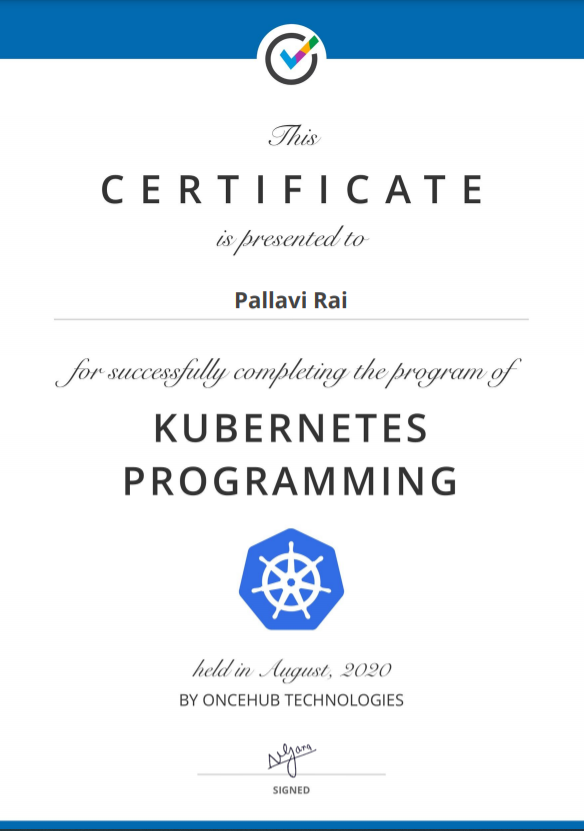 This
CERTIFICATE
is presented to
Pallavi Rai
for successfully completing the program of
KUBERNETES
PROGRAMMING
held in August, 2020
BY ONCEHUB TECHNOLOGIES
SIGNED